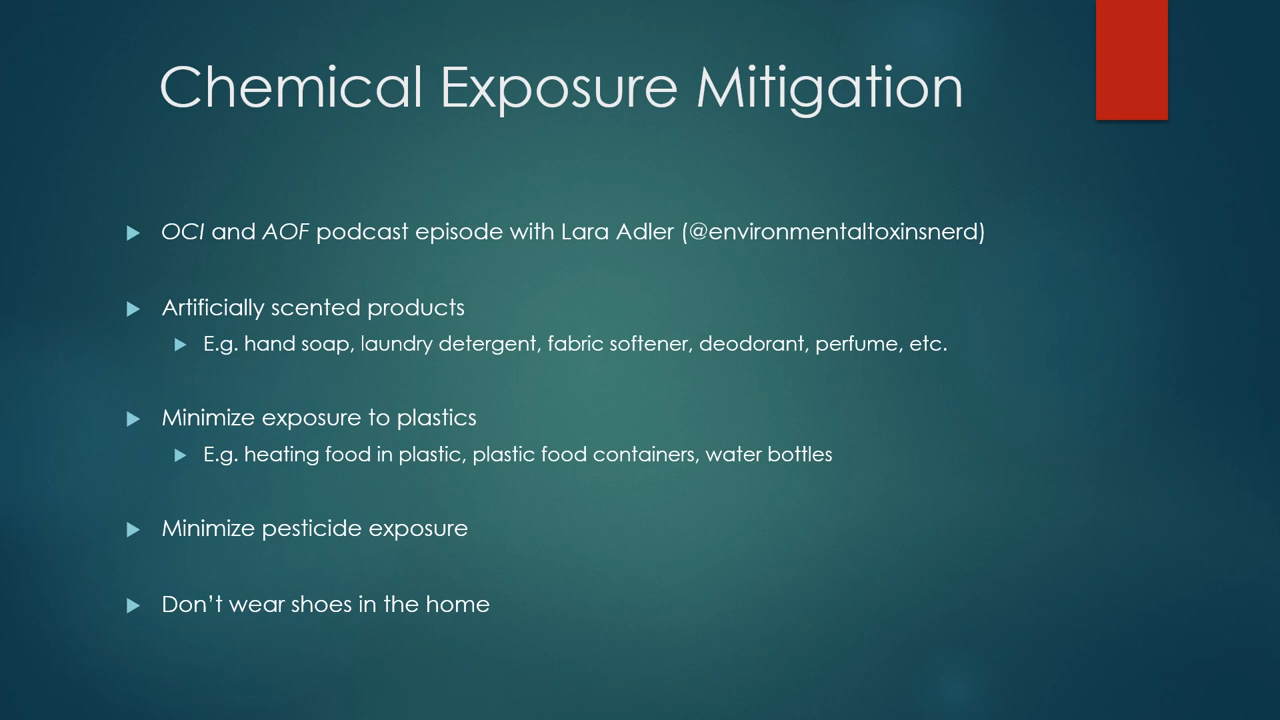 Chemical Exposure Mitigation
OCI and AOF podcast episode with Lara Adler (@environmentaltoxinsnerd)
Artificially scented products
E.g. hand soap, laundry detergent, fabric softener, deodorant, perfume, etc.
Minimize exposure to plastics
E.g. heating food in plastic, plastic food containers, water bottles
Minimize pesticide exposure
Don’t wear shoes in the home